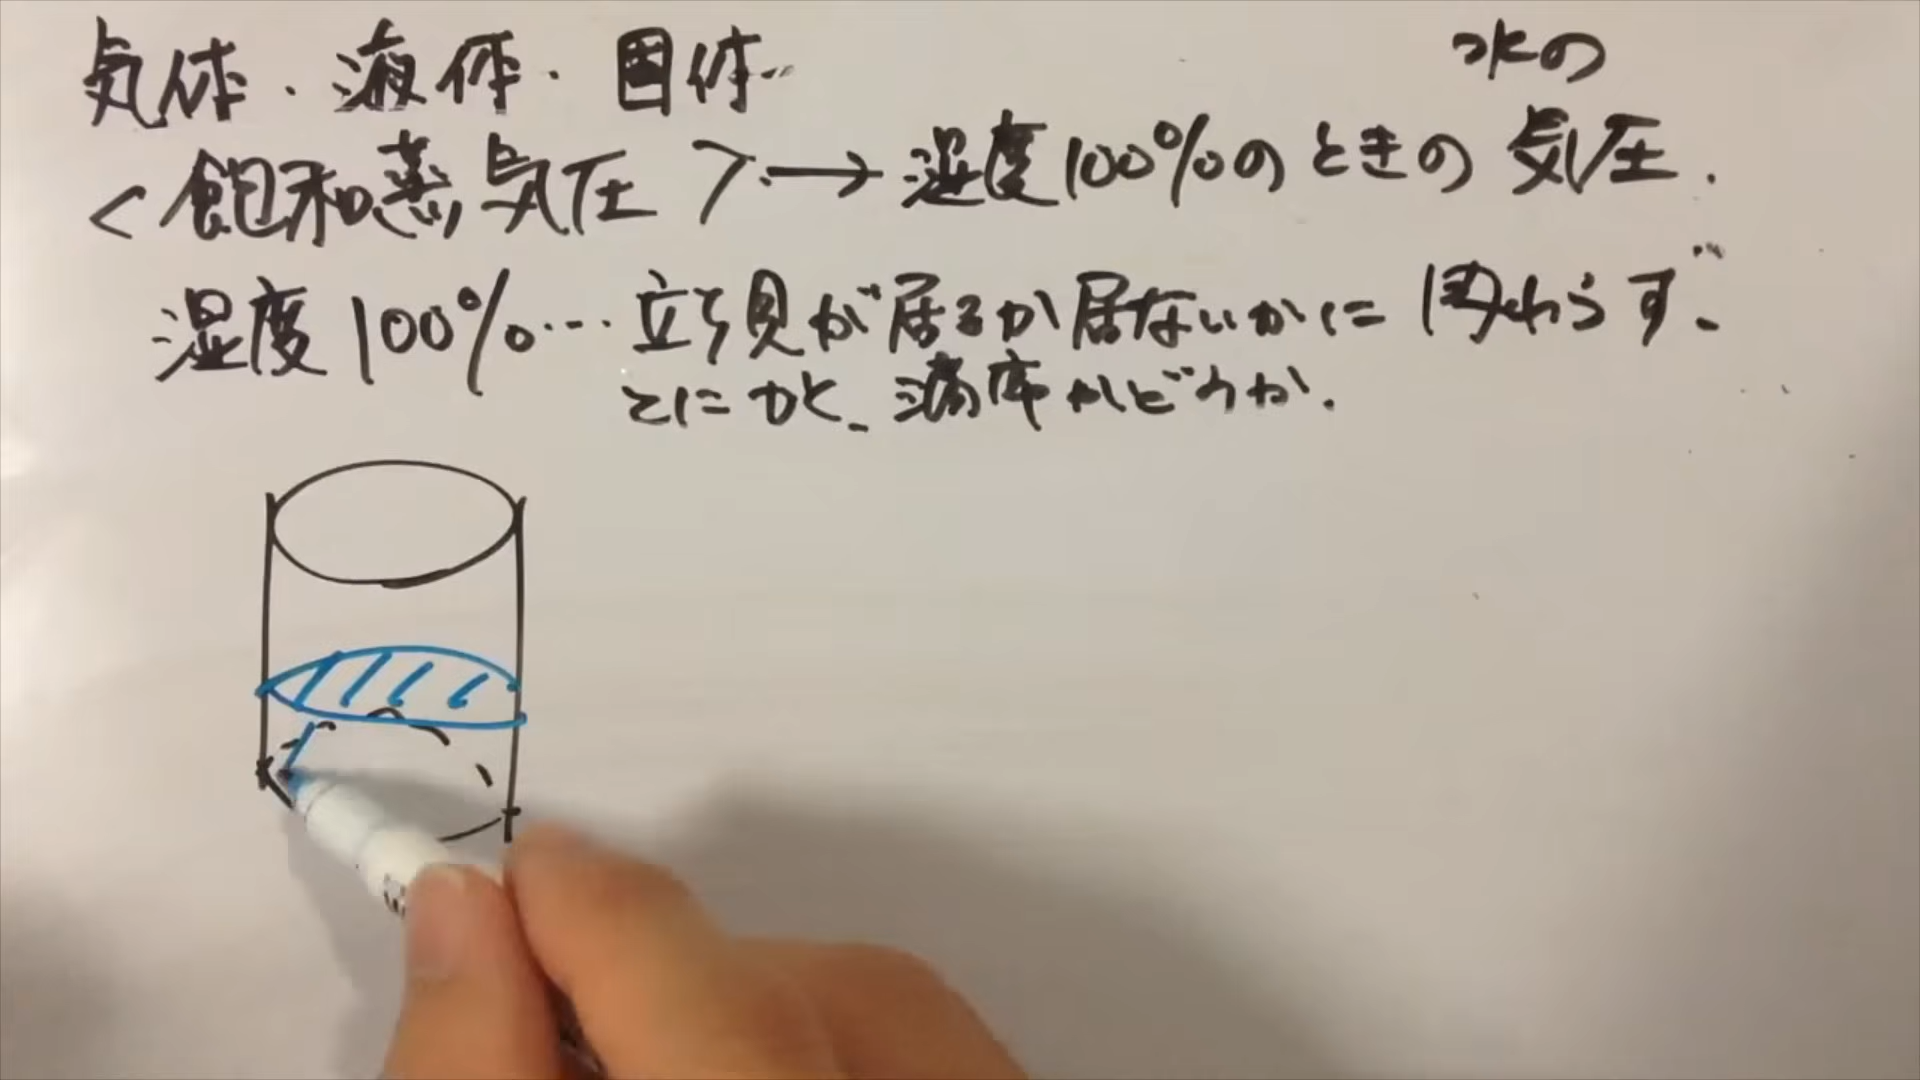 気体・液体・固体
水の
<飽和蒸気圧>→湿度100%のときの気圧.
湿度100%…立ち見が居るか居ないかに関わらず、
とにかく、満席かどうか.